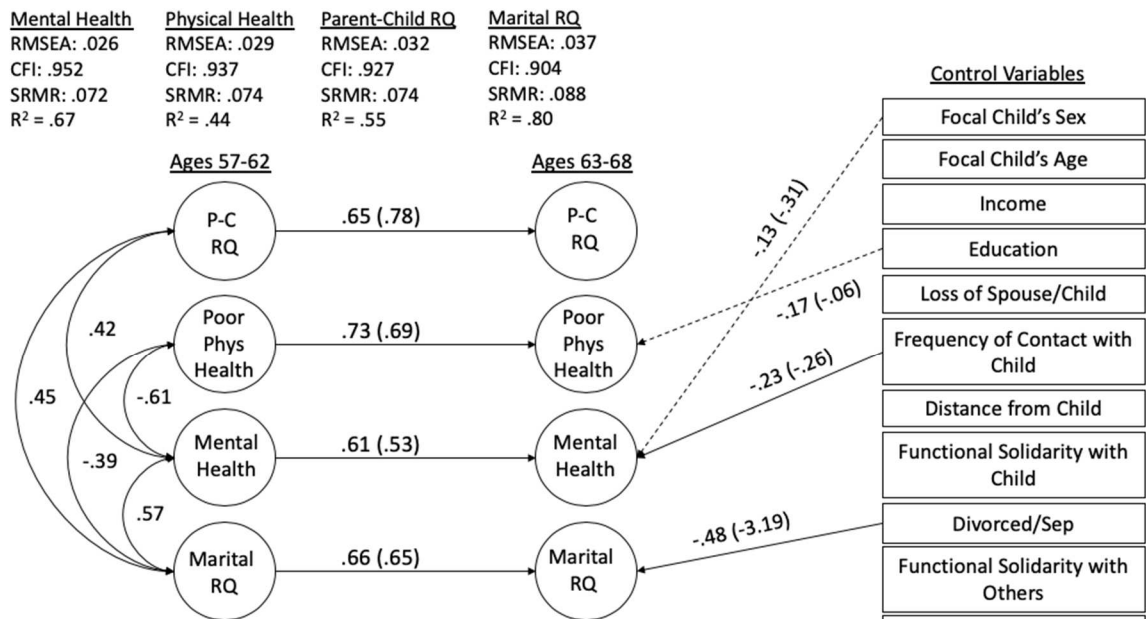 Mental Health
RMSEA: .026
CFI: .952
SRMR: .072
R² = .67
Physical Health
RMSEA: .029
CFI: .937
SRMR: .074
R² = .44
Parent-Child RQ
RMSEA: .032
CFI: .927
SRMR: .074
R² = .55
Marital RQ
RMSEA: .037
CFI: .904
SRMR: .088
R² = .80
Ages 57-62
Ages 63-68
P-C
RQ
.65 (.78)
P-C
RQ
Poor
Phys
Health
.73 (.69)
Poor
Phys
Health
Mental
Health
.61 (.53)
Mental
Health
Marital
RQ
.66 (.65)
Marital
RQ
.42
.45
-.61
-.39
.57
-.13 (-.31)
-.17 (-.06)
-.23 (-.26)
-.48 (-3.19)
Control Variables
Focal Child's Sex
Focal Child's Age
Income
Education
Loss of Spouse/Child
Frequency of Contact with
Child
Distance from Child
Functional Solidarity with
Child
Divorced/Sep
Functional Solidarity with
Others